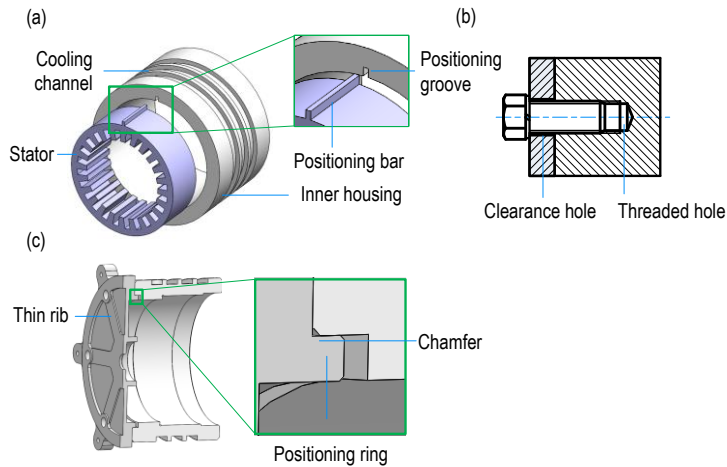 (a)
Cooling
channel
Stator
Positioning
groove
Positioning bar
Inner housing
(b)
Clearance hole
Threaded hole
(c)
Thin rib
Chamfer
Positioning ring